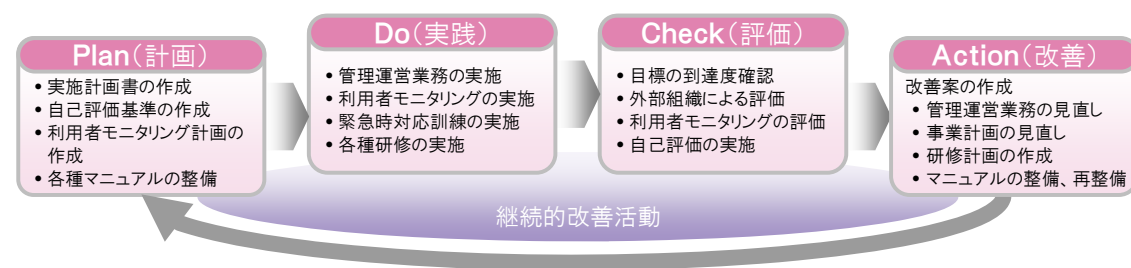 Plan（計画）
• 実施計画書の作成
• 自己評価基準の作成
• 利用者モニタリング計画の
作成
• 各種マニュアルの整備
Do（実践）
• 管理運営業務の実施
• 利用者モニタリングの実施
• 緊急時対応訓練の実施
• 各種研修の実施
Check（評価）
• 目標の到達度確認
• 外部組織による評価
• 利用者モニタリングの評価
• 自己評価の実施
Action（改善）
改善案の作成
• 管理運営業務の見直し
• 事業計画の見直し
• 研修計画の作成
• マニュアルの整備、再整備
継続的改善活動